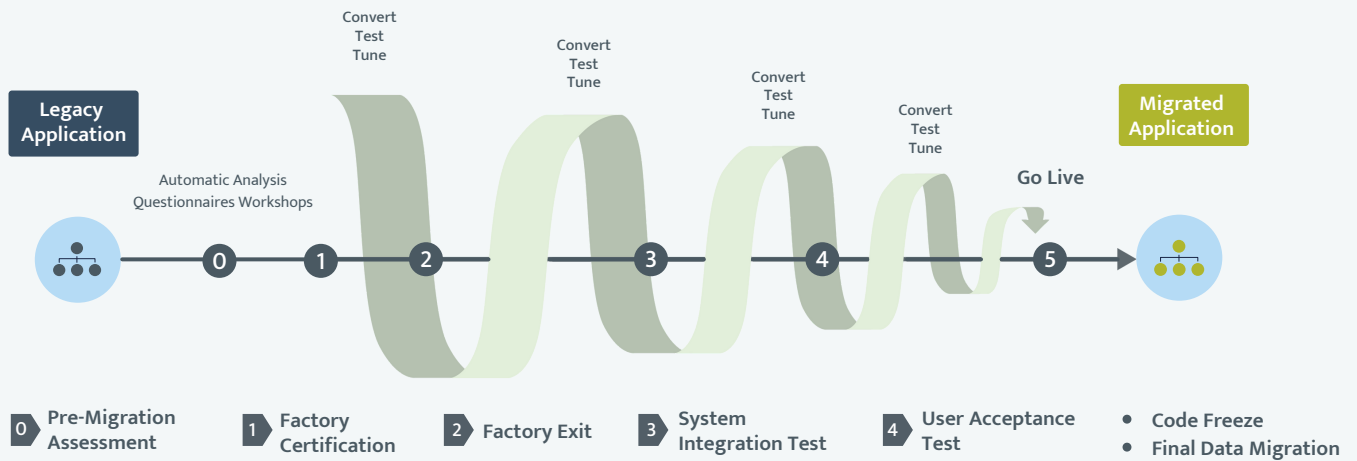 Convert
Test
Tune
Convert
Test
Tune
Convert
Test
Tune
Convert
Test
Tune
Legacy
Application
Migrated
Application
Automatic Analysis
Questionnaires Workshops
Go Live
0
1
2
3
4
5
0 Pre-Migration
Assessment
1 Factory
Certification
2 Factory Exit
3 System
Integration Test
4 User Acceptance
Test
• Code Freeze
• Final Data Migration